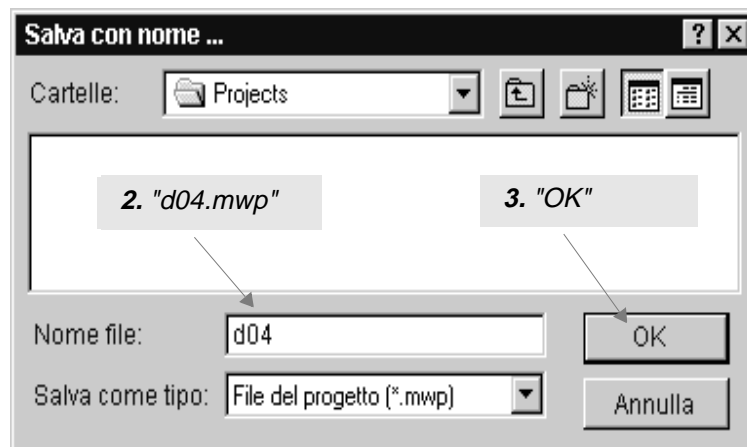 Salva con nome ...
Cartelle: Projects
2. "d04.mwp"
3. "OK"
Nome file: d04 OK
Salva come tipo: File del progetto (*.mwp) Annulla